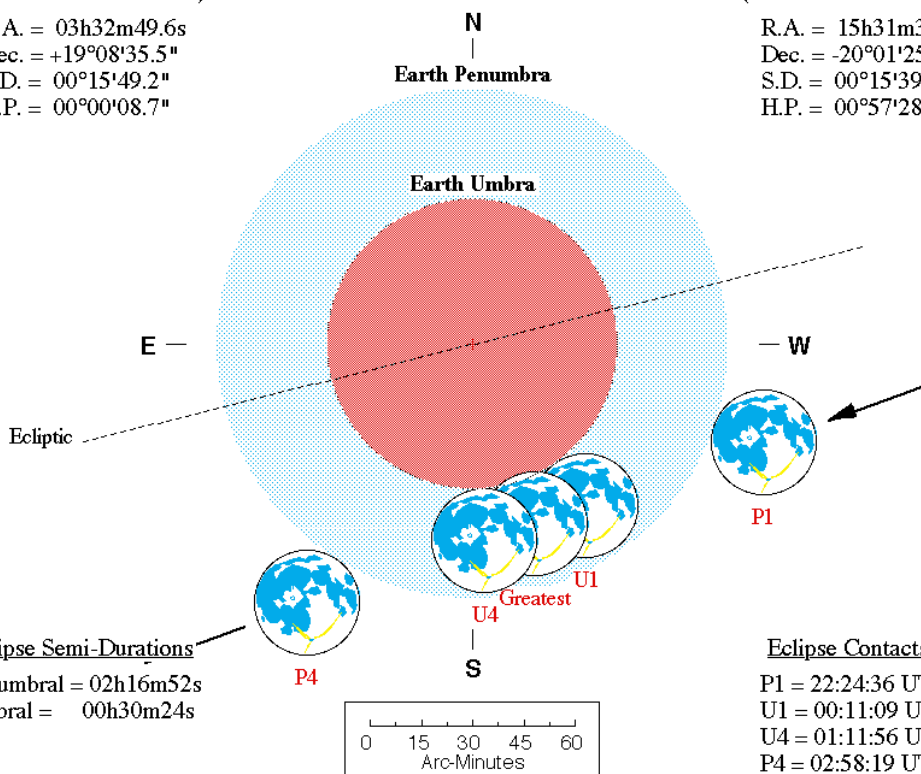 N
A. = 03h32m49.6s
ec. = +19°08'35.5"
D. = 00°15'49.2"
.P. = 00°00'08.7"
R.A. = 15h31m3
Dec. = -20°01'25
S.D. = 00°15'39
H.P. = 00°57'28
Earth Penumbra
Earth Umbra
E
W
Ecliptic
P1
U1
Greatest
U4
S
P4
ipse Semi-Durations
umbral = 02h16m52s
bral = 00h30m24s
Eclipse Contacts
P1 = 22:24:36 U
U1 = 00:11:09 U
U4 = 01:11:56 U
P4 = 02:58:19 U
0 15 30 45 60
Arc-Minutes